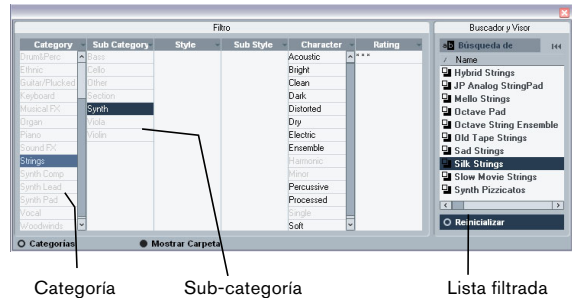 Filtro
Buscador y Visor
Category Sub Category Style Sub Style Character Rating
Búsqueda de
Name
Drum&Perc
Ethnic
Guitar/Plucked
Keyboard
Musical FX
Organ
Piano
Sound FX
Strings
Synth Comp
Synth Lead
Synth Pad
Vocal
Woodwinds
Bass
Cello
Other
Section
Synth
Viola
Violin
Acoustic
Bright
Clean
Dark
Distorted
Dry
Electric
Ensemble
Harmonic
Minor
Percussive
Processed
Single
Soft
***
Hybrid Strings
JP Analog StringPad
Mello Strings
Octave Pad
Octave String Ensemble
Old Tape Strings
Sad Strings
Silk Strings
Slow Movie Strings
Synth Pizzicatos
Reinicializar
Categorías
Mostrar Carpeta
Categoría
Sub-categoría
Lista filtrada